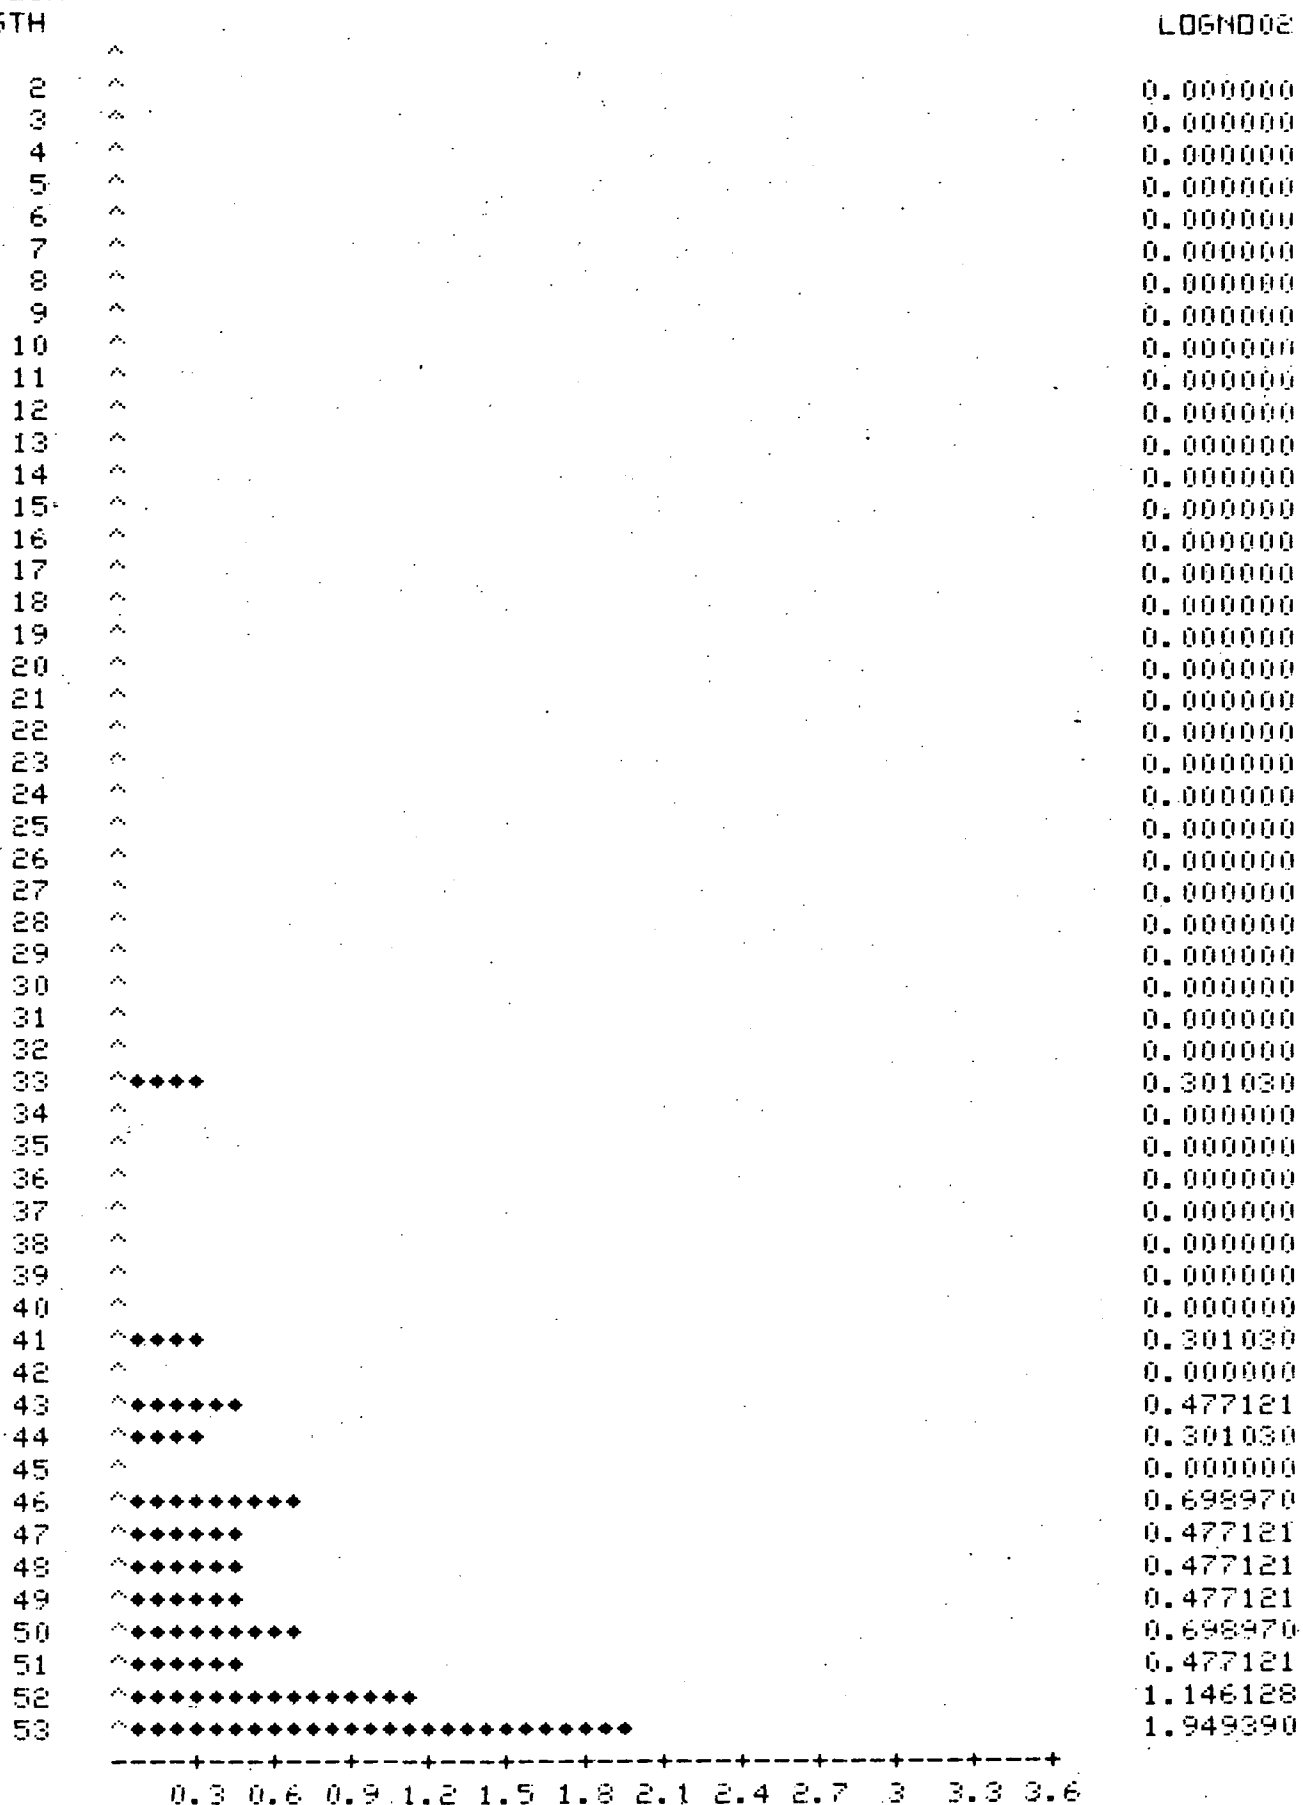 GTH LOGNO02
^
2 ^ 0.000000
3 ^ 0.000000
4 ^ 0.000000
5 ^ 0.000000
6 ^ 0.000000
7 ^ 0.000000
8 ^ 0.000000
9 ^ 0.000000
10 ^ 0.000000
11 ^ 0.000000
12 ^ 0.000000
13 ^ 0.000000
14 ^ 0.000000
15 ^ 0.000000
16 ^ 0.000000
17 ^ 0.000000
18 ^ 0.000000
19 ^ 0.000000
20 ^ 0.000000
21 ^ 0.000000
22 ^ 0.000000
23 ^ 0.000000
24 ^ 0.000000
25 ^ 0.000000
26 ^ 0.000000
27 ^ 0.000000
28 ^ 0.000000
29 ^ 0.000000
30 ^ 0.000000
31 ^ 0.000000
32 ^ 0.000000
33 ^♦♦♦♦ 0.301030
34 ^ 0.000000
35 ^ 0.000000
36 ^ 0.000000
37 ^ 0.000000
38 ^ 0.000000
39 ^ 0.000000
40 ^ 0.000000
41 ^♦♦♦♦ 0.301030
42 ^ 0.000000
43 ^♦♦♦♦♦♦ 0.477121
44 ^♦♦♦♦ 0.301030
45 ^ 0.000000
46 ^♦♦♦♦♦♦♦♦♦ 0.698970
47 ^♦♦♦♦♦♦ 0.477121
48 ^♦♦♦♦♦♦ 0.477121
49 ^♦♦♦♦♦♦ 0.477121
50 ^♦♦♦♦♦♦♦♦♦ 0.698970
51 ^♦♦♦♦♦♦ 0.477121
52 ^♦♦♦♦♦♦♦♦♦♦♦♦♦♦♦ 1.146128
53 ^♦♦♦♦♦♦♦♦♦♦♦♦♦♦♦♦♦♦♦♦♦♦♦♦♦♦ 1.949390
----+---+---+---+---+---+---+---+---+---+---+---+
0.3 0.6 0.9 1.2 1.5 1.8 2.1 2.4 2.7 3 3.3 3.6